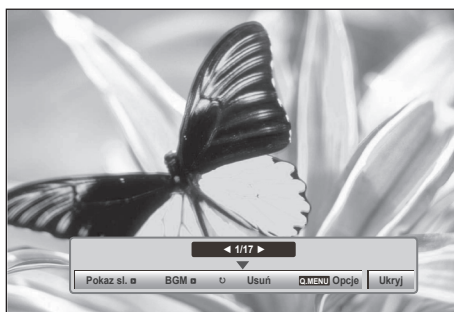 ◀ 1/17 ▶
Pokaz sl. BGM ↻ Usuń Q.MENU Opcje Ukryj